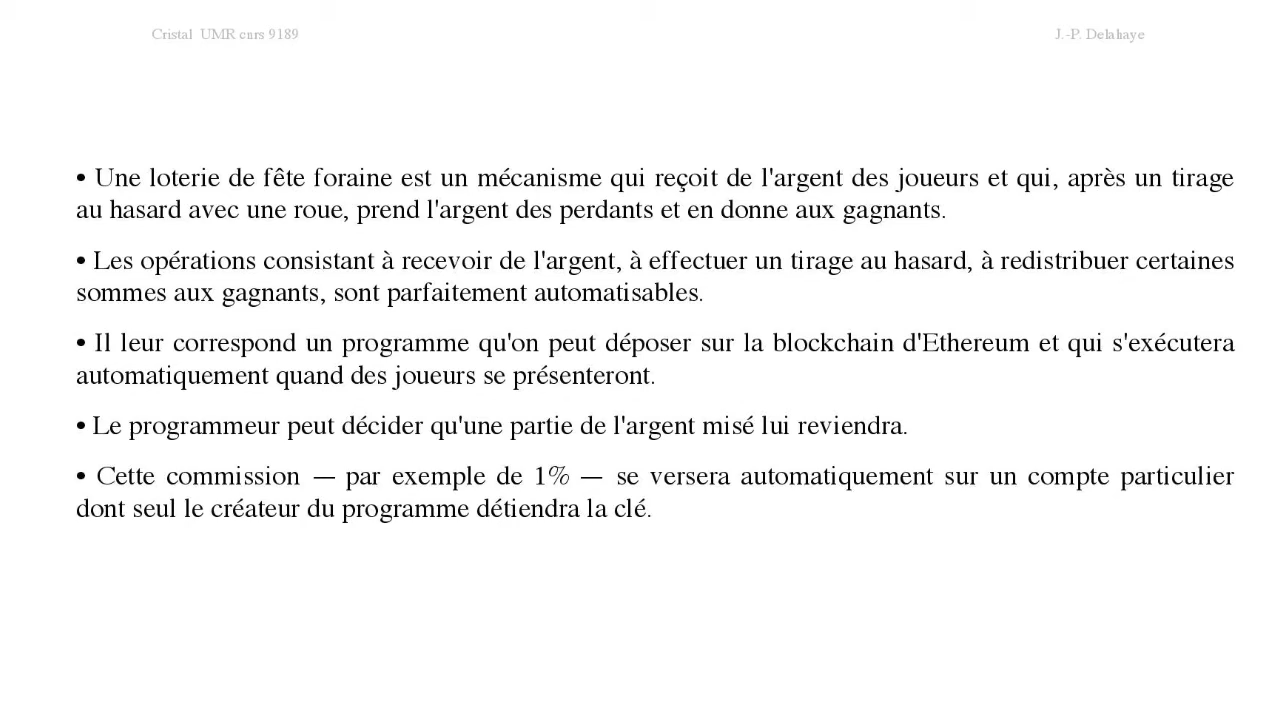 Cristal UMR cnrs 9189
J.-P. Delahaye
• Une loterie de fête foraine est un mécanisme qui reçoit de l'argent des joueurs et qui, après un tirage
au hasard avec une roue, prend l'argent des perdants et en donne aux gagnants.
• Les opérations consistant à recevoir de l'argent, à effectuer un tirage au hasard, à redistribuer certaines
sommes aux gagnants, sont parfaitement automatisables.
• Il leur correspond un programme qu'on peut déposer sur la blockchain d'Ethereum et qui s'exécutera
automatiquement quand des joueurs se présenteront.
• Le programmeur peut décider qu'une partie de l'argent misé lui reviendra.
• Cette commission — par exemple de 1% — se versera automatiquement sur un compte particulier
dont seul le créateur du programme détiendra la clé.